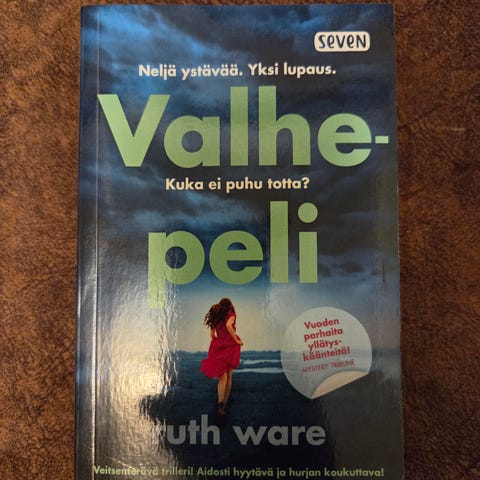 seven
Neljä ystävää. Yksi lupaus.
Valhe-
Kuka ei puhu totta?
peli
Vuoden
parhaita
yllätys-
käänteitä!
MYSTERY TRIBUNE
ruth ware
Veitsenterävä trilleri! Aidosti hyytävä ja hurjan koukuttava!